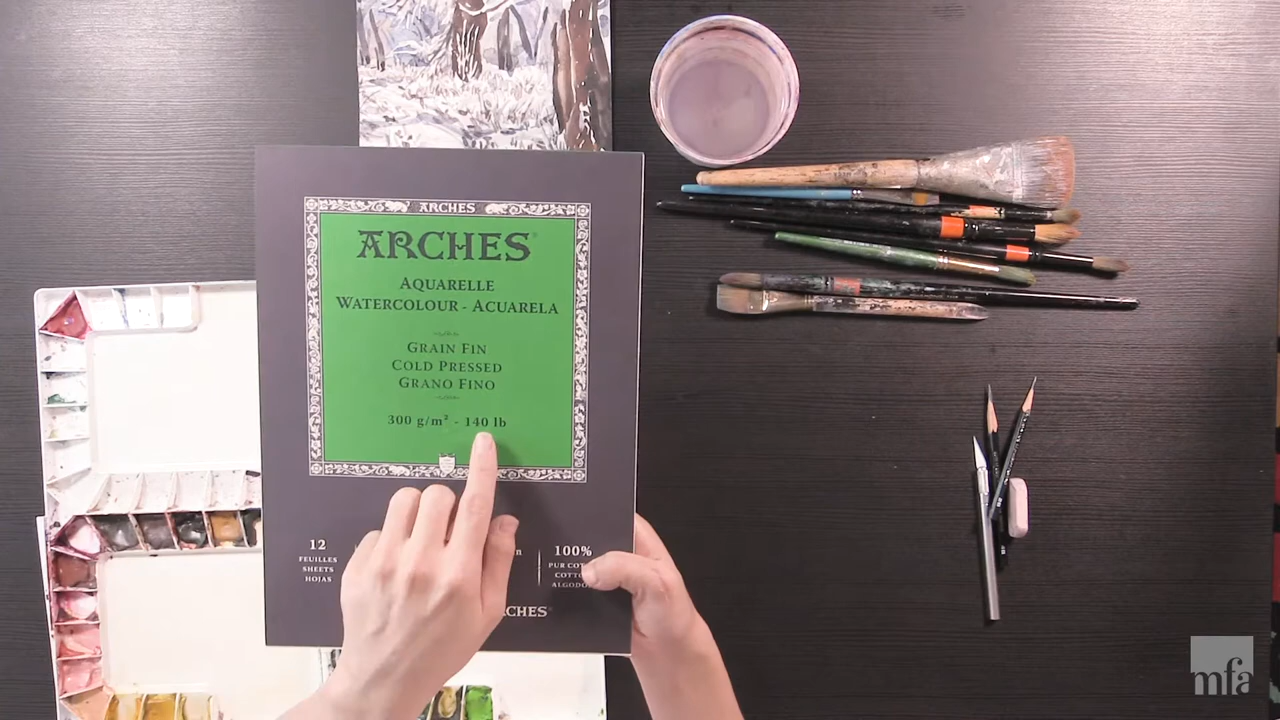 ARCHES
ARCHES®
AQUARELLE
WATERCOLOUR - ACUARELA
GRAIN FIN
COLD PRESSED
GRANO FINO
300 g/m² - 140 lb
12
FEUILLES
SHEETS
HOJAS
100%
PUR
mfa